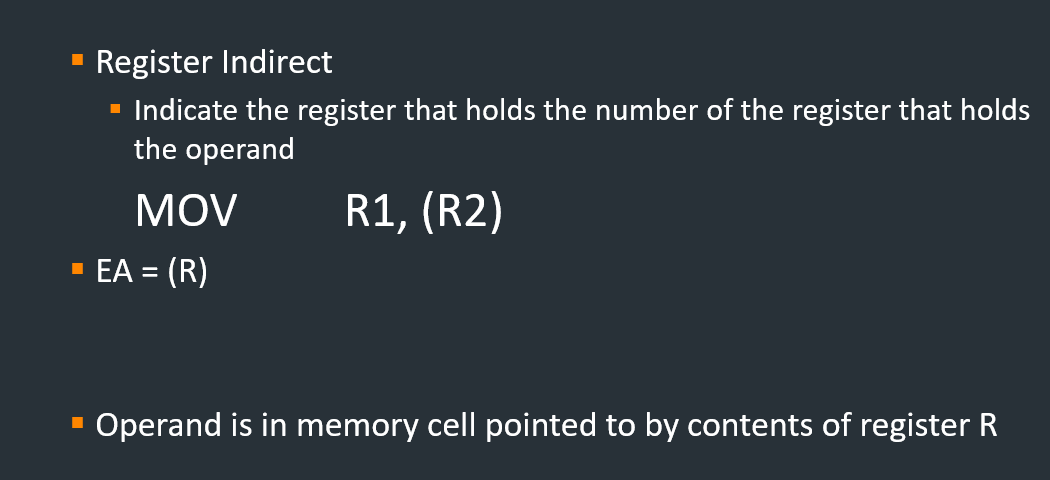 Register Indirect
Indicate the register that holds the number of the register that holds
the operand
MOV R1, (R2)
EA = (R)
Operand is in memory cell pointed to by contents of register R